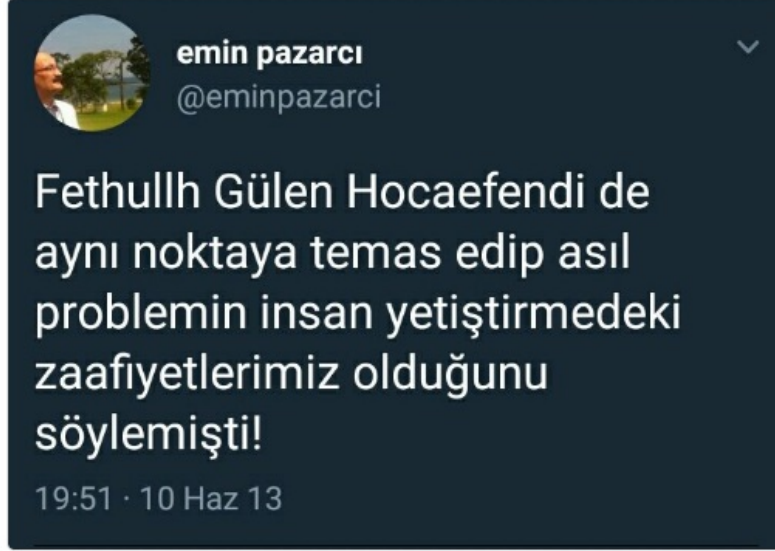 emin pazarcı
@eminpazarci
Fethullh Gülen Hocaefendi de
aynı noktaya temas edip asıl
problemin insan yetiştirmedeki
zaafiyetlerimiz olduğunu
söylemişti!
19:51 · 10 Haz 13